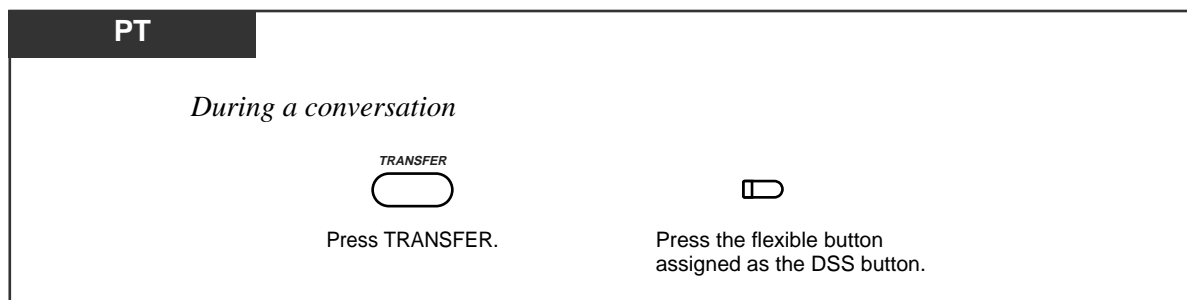 PT
During a conversation
TRANSFER
Press TRANSFER.
Press the flexible button
assigned as the DSS button.